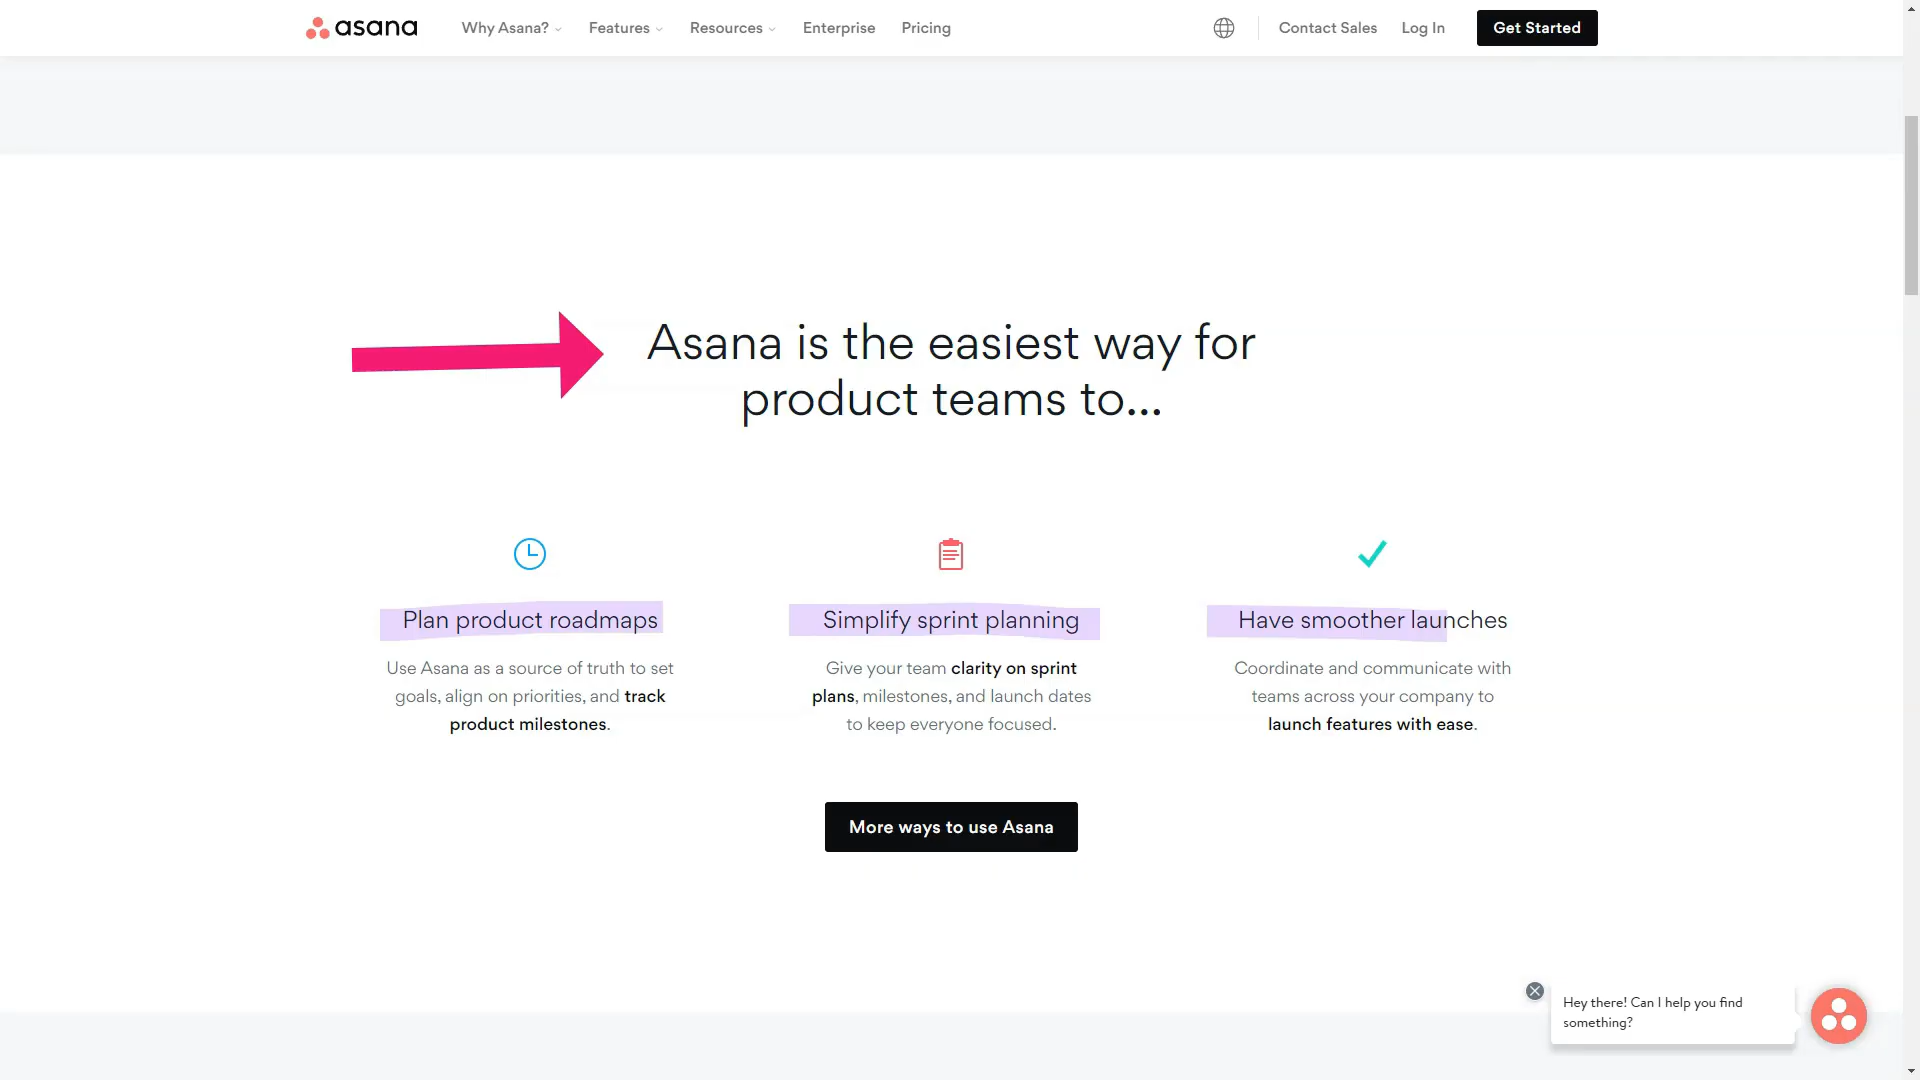 asana Why Asana? Features Resources Enterprise Pricing Contact Sales Log In Get Started
Asana is the easiest way for
product teams to...
Plan product roadmaps
Use Asana as a source of truth to set
goals, align on priorities, and track
product milestones.
Simplify sprint planning
Give your team clarity on sprint
plans, milestones, and launch dates
to keep everyone focused.
Have smoother launches
Coordinate and communicate with
teams across your company to
launch features with ease.
More ways to use Asana
Hey there! Can I help you find
something?